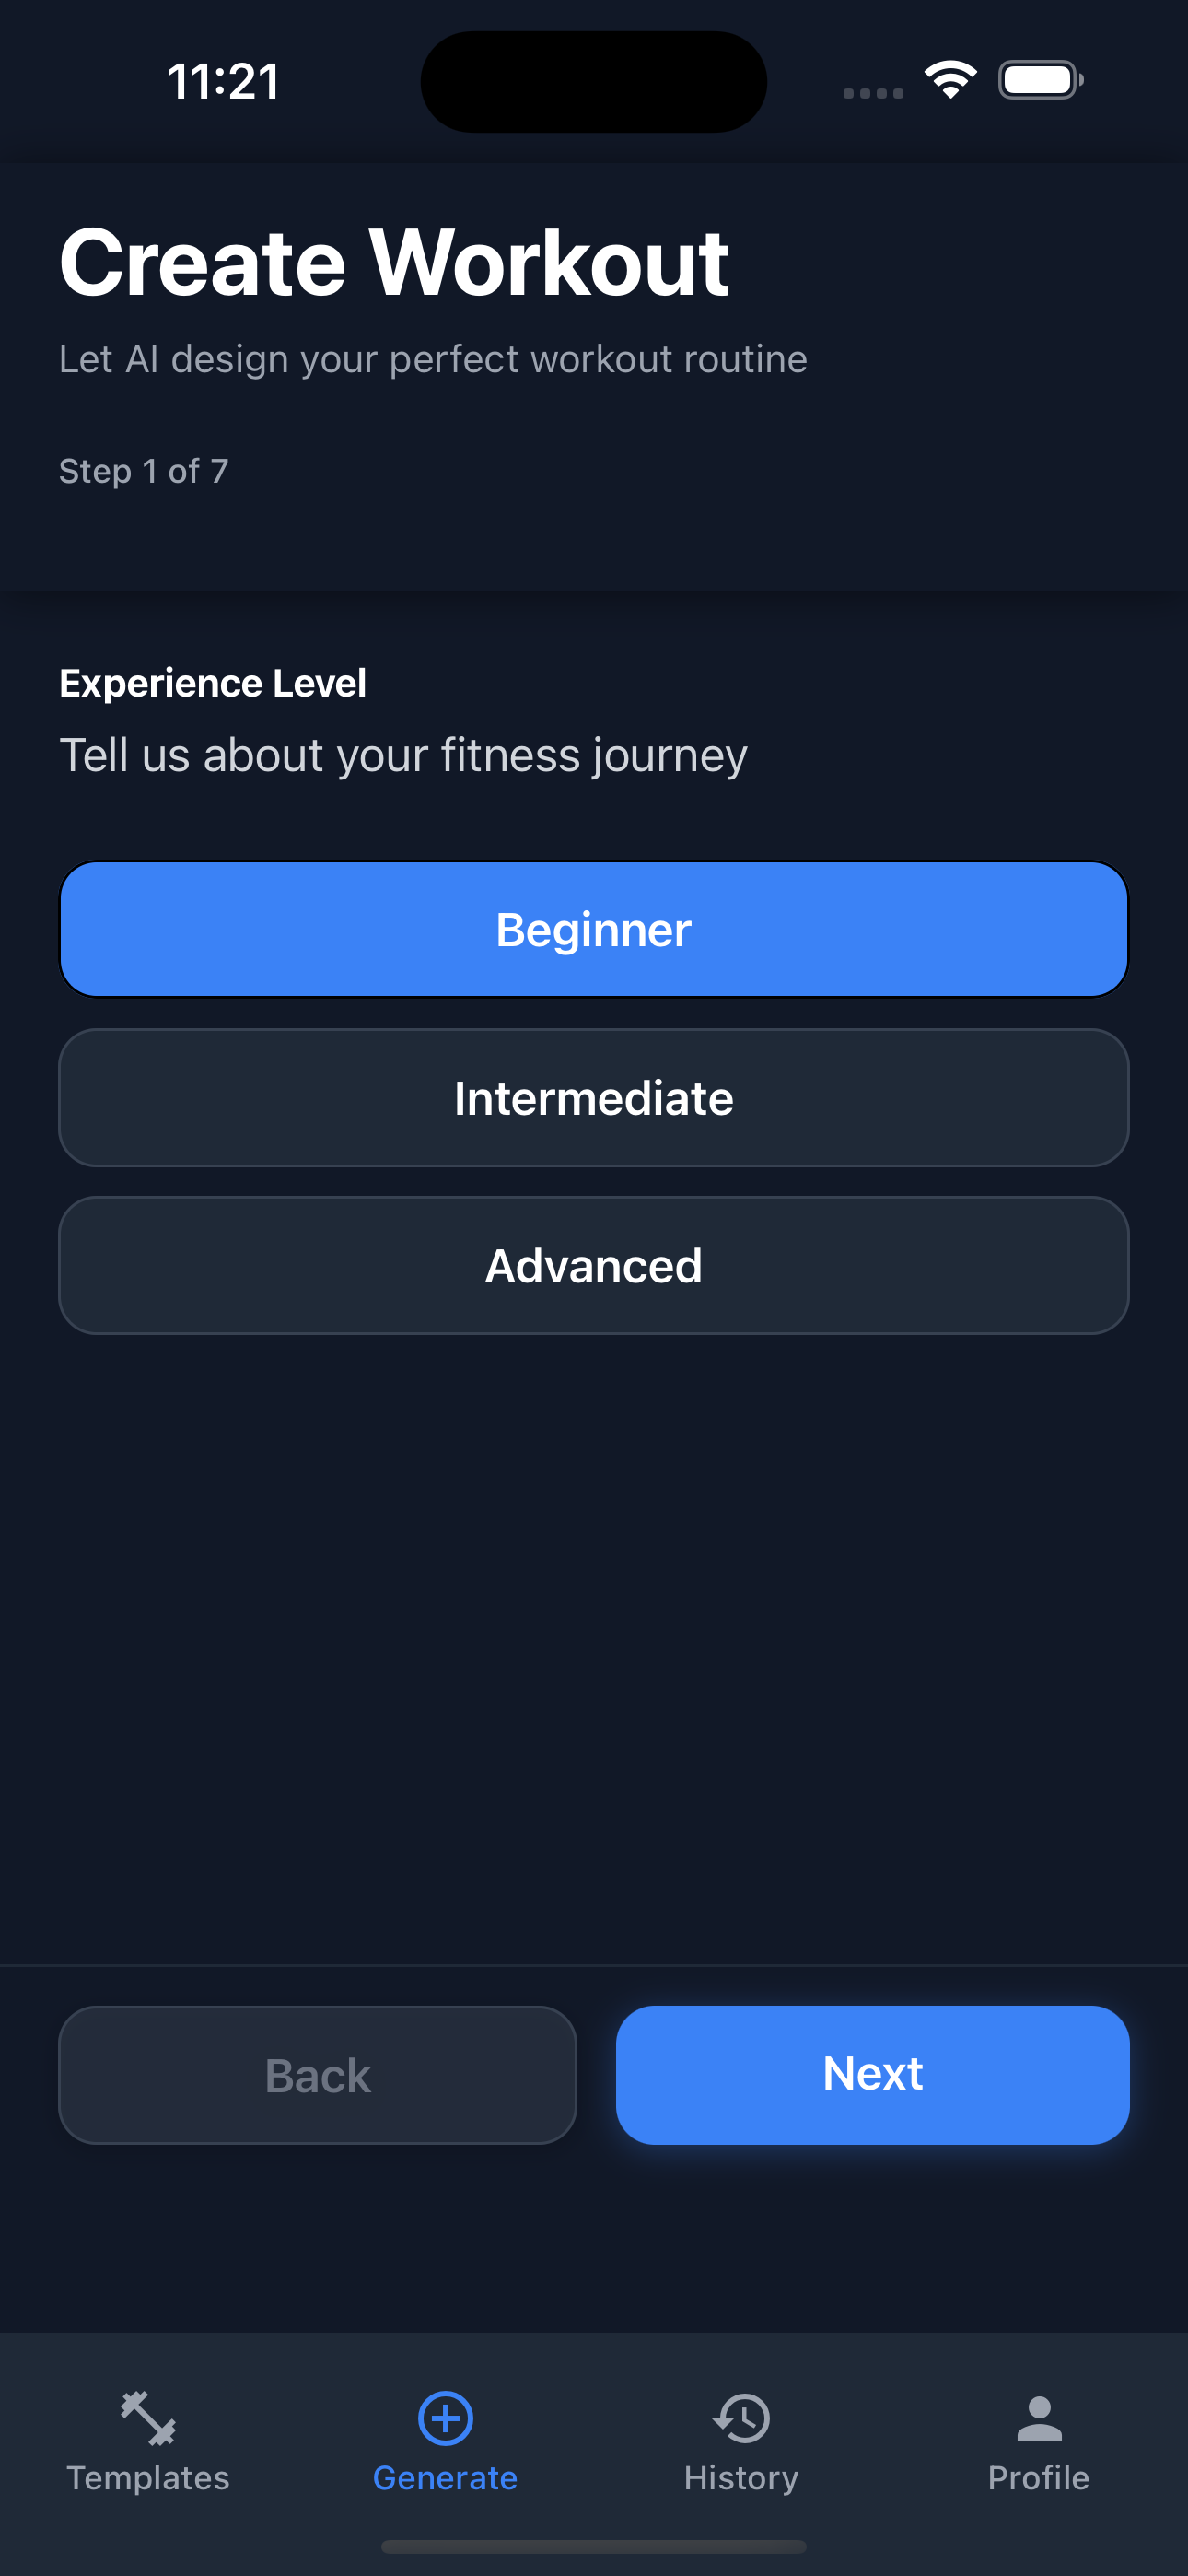 11:21
Create Workout
Let AI design your perfect workout routine
Step 1 of 7
Experience Level
Tell us about your fitness journey
Beginner
Intermediate
Advanced
Back
Next
Templates
Generate
History
Profile